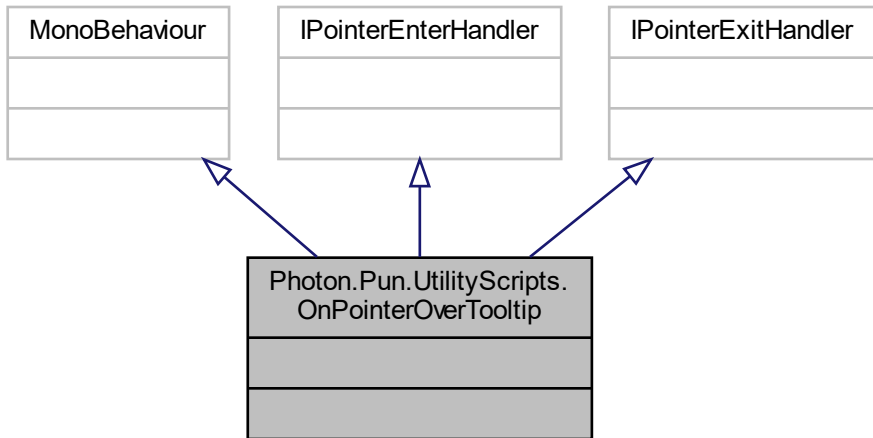 MonoBehaviour
IPointerEnterHandler
IPointerExitHandler
Photon.Pun.UtilityScripts.
OnPointerOverTooltip